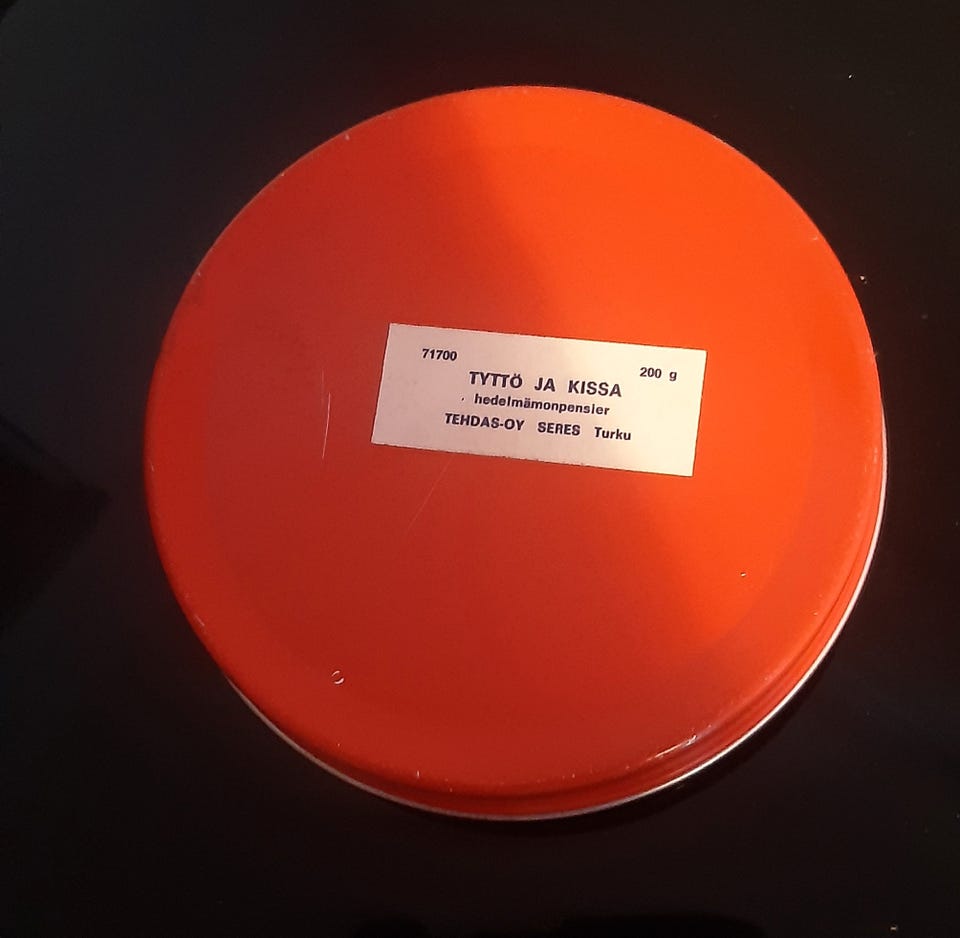 71700 200 g
TYTTÖ JA KISSA
hedelmämonpensier
TEHDAS-OY SERES Turku